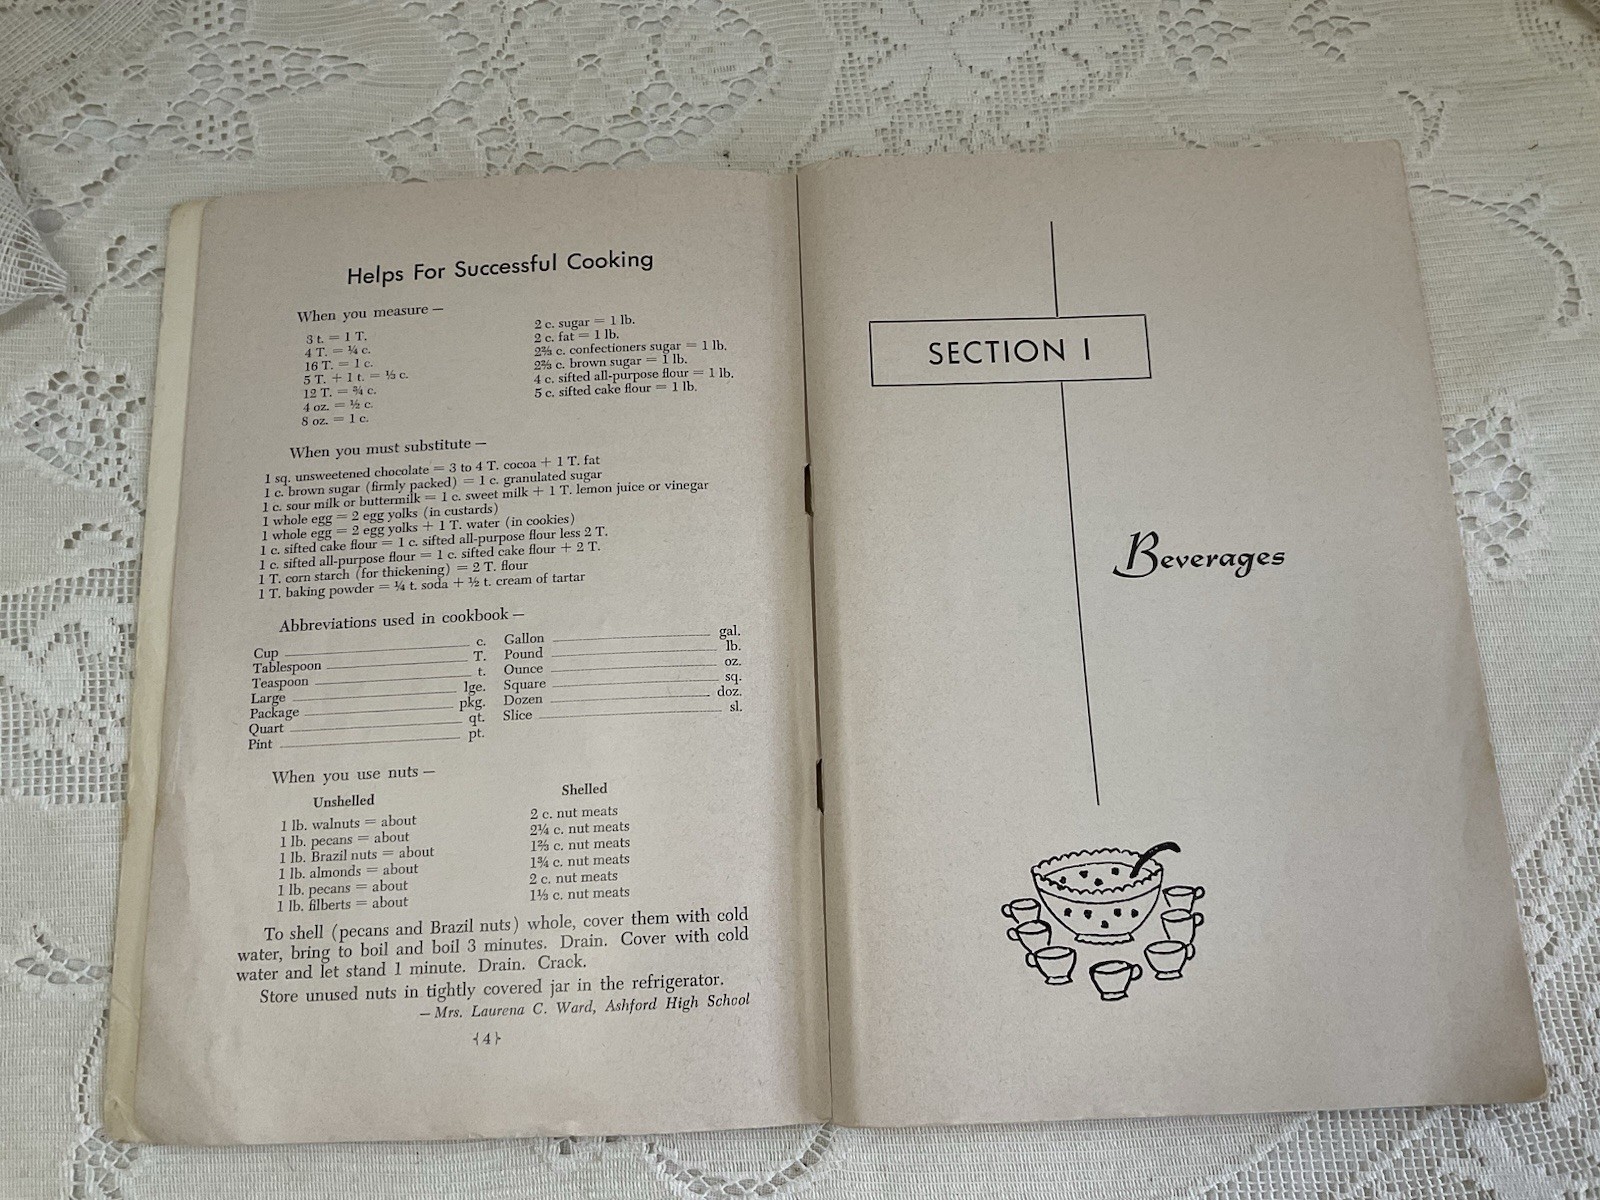 Helps For Successful Cooking
When you measure —
3 t. = 1 T.
4 T. = ¼ c.
16 T. = 1 c.
5 T. + 1 t. = ⅓ c.
12 T. = ¾ c.
4 oz. = ½ c.
8 oz. = 1 c.
2 c. sugar = 1 lb.
2 c. fat = 1 lb.
2⅔ c. confectioners sugar = 1 lb.
2⅔ c. brown sugar = 1 lb.
4 c. sifted all-purpose flour = 1 lb.
5 c. sifted cake flour = 1 lb.
When you must substitute —
1 sq. unsweetened chocolate = 3 to 4 T. cocoa + 1 T. fat
1 c. brown sugar (firmly packed) = 1 c. granulated sugar
1 c. sour milk or buttermilk = 1 c. sweet milk + 1 T. lemon juice or vinegar
1 whole egg = 2 egg yolks (in custards)
1 whole egg = 2 egg yolks + 1 T. water (in cookies)
1 c. sifted cake flour = 1 c. sifted all-purpose flour less 2 T.
1 c. sifted all-purpose flour = 1 c. sifted cake flour + 2 T.
1 T. corn starch (for thickening) = 2 T. flour
1 T. baking powder = ¼ t. soda + ½ t. cream of tartar
Abbreviations used in cookbook —
Cup c.
Tablespoon T.
Teaspoon t.
Large lge.
Package pkg.
Quart qt.
Pint pt.
Gallon gal.
Pound lb.
Ounce oz.
Square sq.
Dozen doz.
Slice sl.
When you use nuts —
Unshelled Shelled
1 lb. walnuts = about 2 c. nut meats
1 lb. pecans = about 2¼ c. nut meats
1 lb. Brazil nuts = about 1⅔ c. nut meats
1 lb. almonds = about 1¾ c. nut meats
1 lb. pecans = about 2 c. nut meats
1 lb. filberts = about 1⅓ c. nut meats
To shell (pecans and Brazil nuts) whole, cover them with cold
water, bring to boil and boil 3 minutes. Drain. Cover with cold
water and let stand 1 minute. Drain. Crack.
Store unused nuts in tightly covered jar in the refrigerator.
— Mrs. Laurena C. Ward, Ashford High School
{4}
SECTION I
Beverages